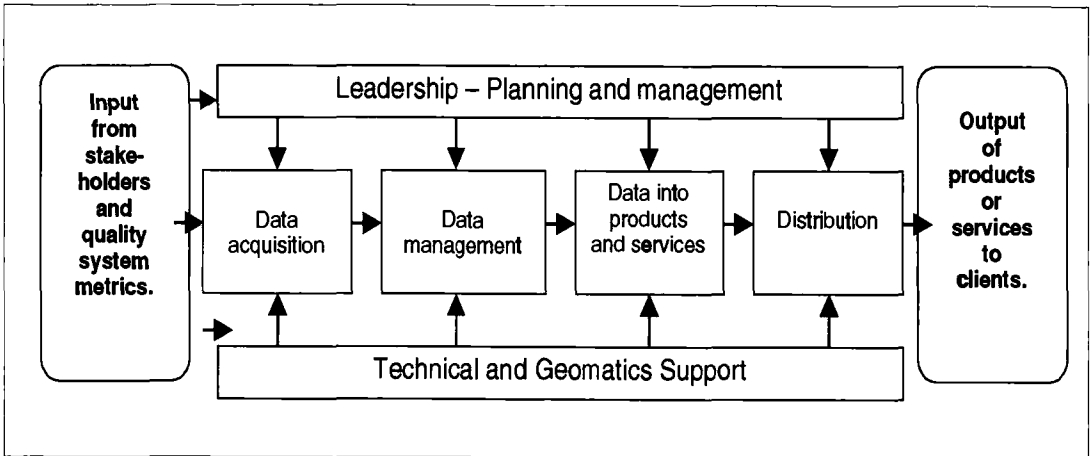 Input
from
stake-
holders
and
quality
system
metrics.
Leadership – Planning and management
Data
acquisition
Data
management
Data into
products
and services
Distribution
Technical and Geomatics Support
Output
of
products
or
services
to
clients.